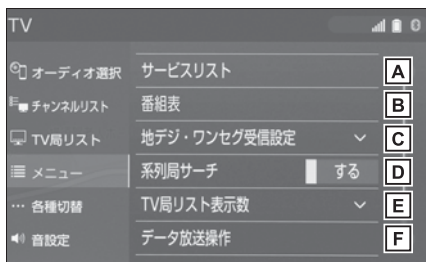 TV
オーディオ選択
サービスリスト
A
チャンネルリスト
番組表
B
TV局リスト
地デジ・ワンセグ受信設定
C
メニュー
系列局サーチ
する
D
各種切替
TV局リスト表示数
E
音設定
データ放送操作
F